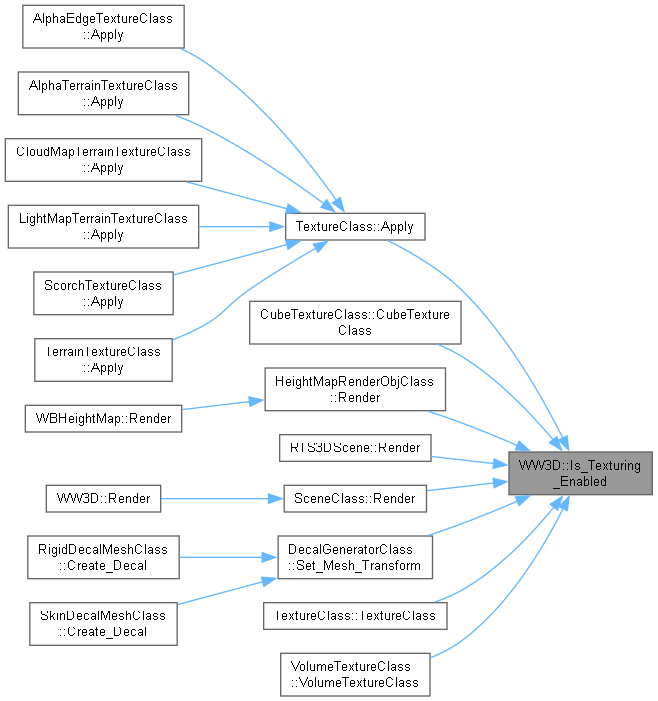 AlphaEdgeTextureClass
::Apply
AlphaTerrainTextureClass
::Apply
CloudMapTerrainTextureClass
::Apply
LightMapTerrainTextureClass
::Apply
ScorchTextureClass
::Apply
TerrainTextureClass
::Apply
WBHeightMap::Render
WW3D::Render
RigidDecalMeshClass
::Create_Decal
SkinDecalMeshClass
::Create_Decal
TextureClass::Apply
CubeTextureClass::CubeTexture
Class
HeightMapRenderObjClass
::Render
RTS3DScene::Render
SceneClass::Render
DecalGeneratorClass
::Set_Mesh_Transform
TextureClass::TextureClass
VolumeTextureClass
::VolumeTextureClass
WW3D::Is_Texturing
_Enabled